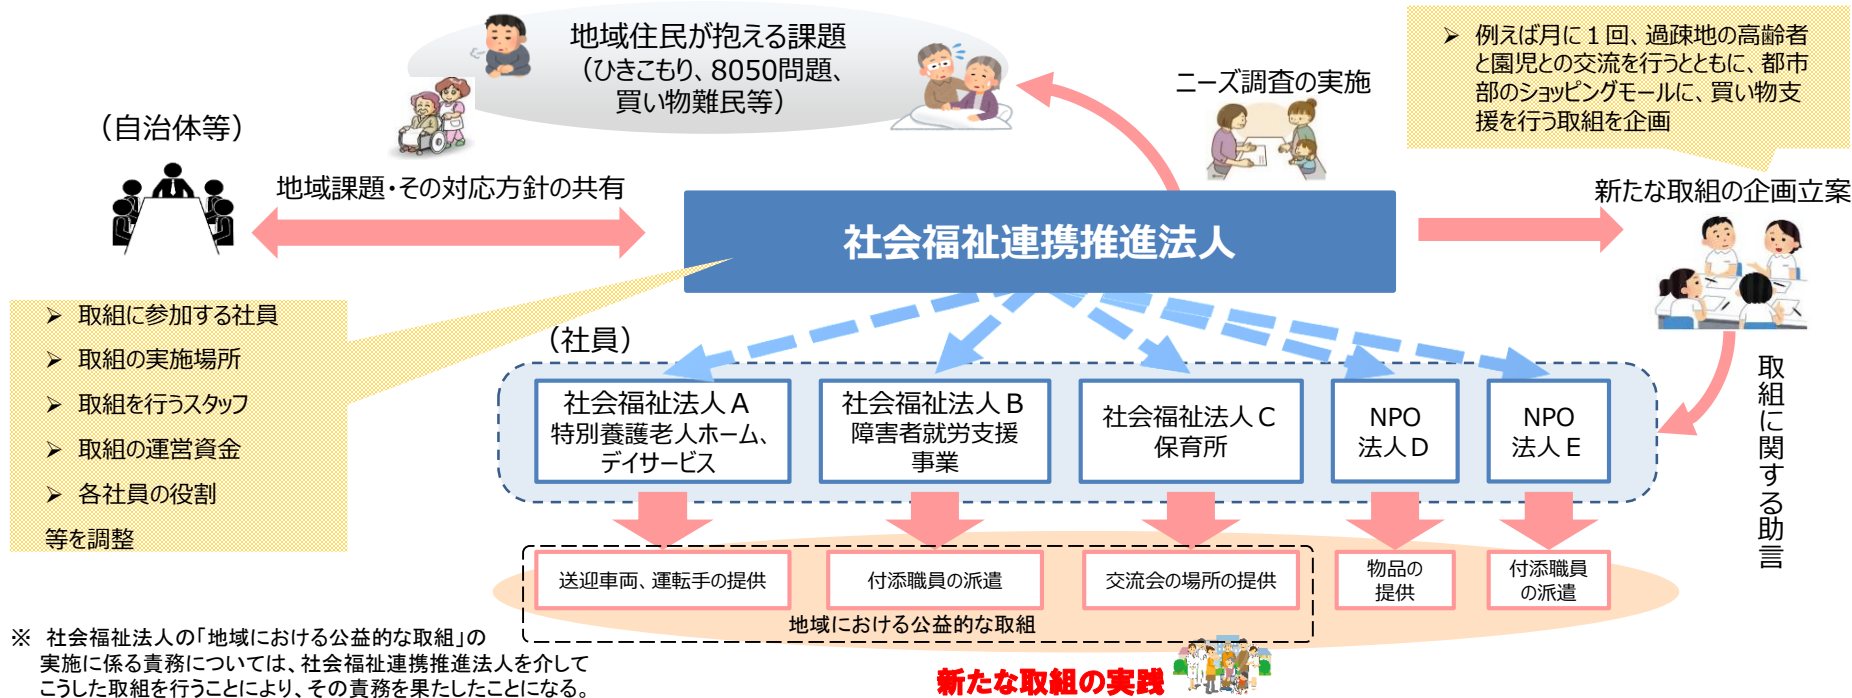 地域住民が抱える課題
（ひきこもり、8050問題、
買い物難民等）
ニーズ調査の実施
➢ 例えば月に１回、過疎地の高齢者
と園児との交流を行うとともに、都市
部のショッピングモールに、買い物支
援を行う取組を企画
（自治体等）
地域課題・その対応方針の共有
社会福祉連携推進法人
新たな取組の企画立案
➢ 取組に参加する社員
➢ 取組の実施場所
➢ 取組を行うスタッフ
➢ 取組の運営資金
➢ 各社員の役割
等を調整
（社員）
社会福祉法人Ａ
特別養護老人ホーム、
デイサービス
社会福祉法人Ｂ
障害者就労支援
事業
社会福祉法人Ｃ
保育所
NPO
法人Ｄ
NPO
法人Ｅ
取組に関する助言
送迎車両、運転手の提供
付添職員の派遣
交流会の場所の提供
物品の
提供
付添職員
の派遣
地域における公益的な取組
新たな取組の実践
※ 社会福祉法人の「地域における公益的な取組」の
実施に係る責務については、社会福祉連携推進法人を介して
こうした取組を行うことにより、その責務を果たしたことになる。